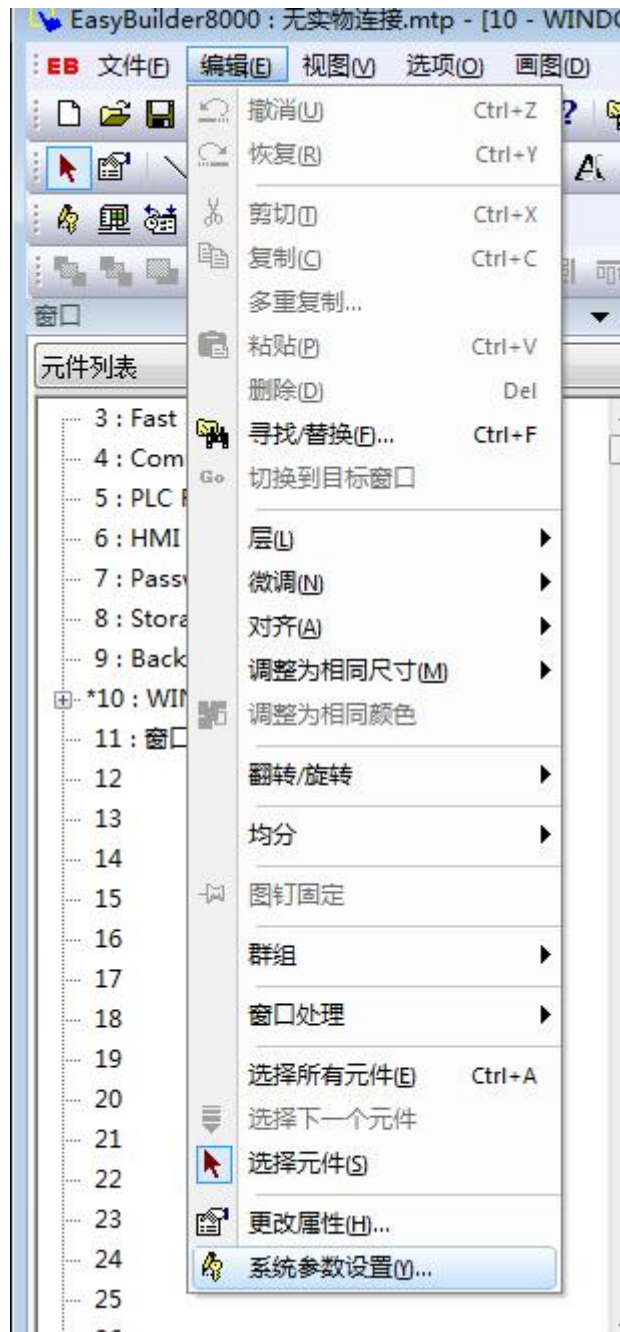 EasyBuilder8000 : 无实物连接.mtp - [10 - WINDO
EB 文件(F) 编辑(E) 视图(V) 选项(O) 画图(D)
撤消(U) Ctrl+Z
恢复(R) Ctrl+Y
剪切(T) Ctrl+X
复制(C) Ctrl+C
多重复制...
窗口
粘贴(P) Ctrl+V
元件列表
删除(D) Del
3 : Fast
寻找/替换(F)... Ctrl+F
4 : Com
Go 切换到目标窗口
5 : PLC
6 : HMI
层(L)
7 : Pass
微调(N)
8 : Stora
对齐(A)
9 : Back
调整为相同尺寸(M)
*10 : WIN
调整为相同颜色
11 : 窗口
12
翻转/旋转
13
均分
14
15
图钉固定
16
群组
17
18
窗口处理
19
选择所有元件(E) Ctrl+A
20
选择下一个元件
21
选择元件(S)
22
23
更改属性(H)...
24
系统参数设置(Y)...
25